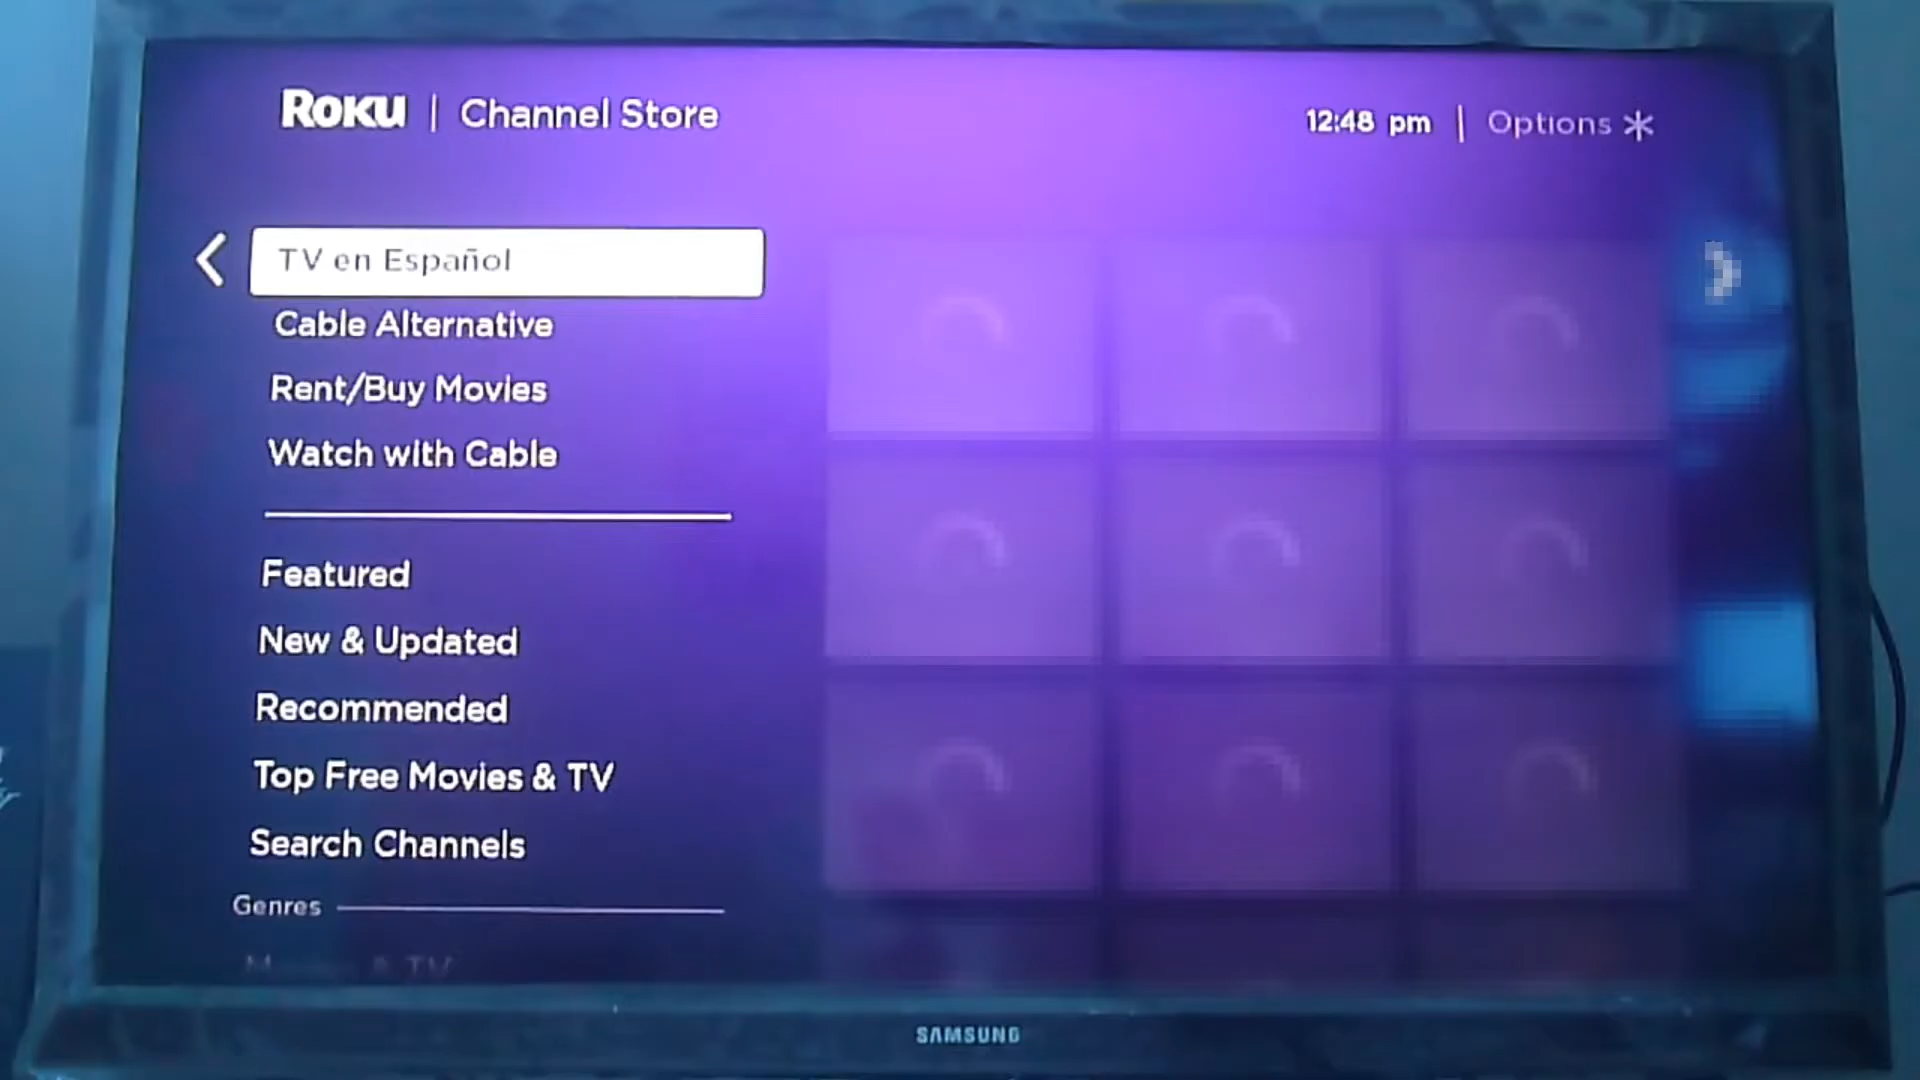 Roku | Channel Store
12:48 pm | Options *
TV en Español
Cable Alternative
Rent/Buy Movies
Watch with Cable
Featured
New & Updated
Recommended
Top Free Movies & TV
Search Channels
Genres
& TV
SAMSUNG